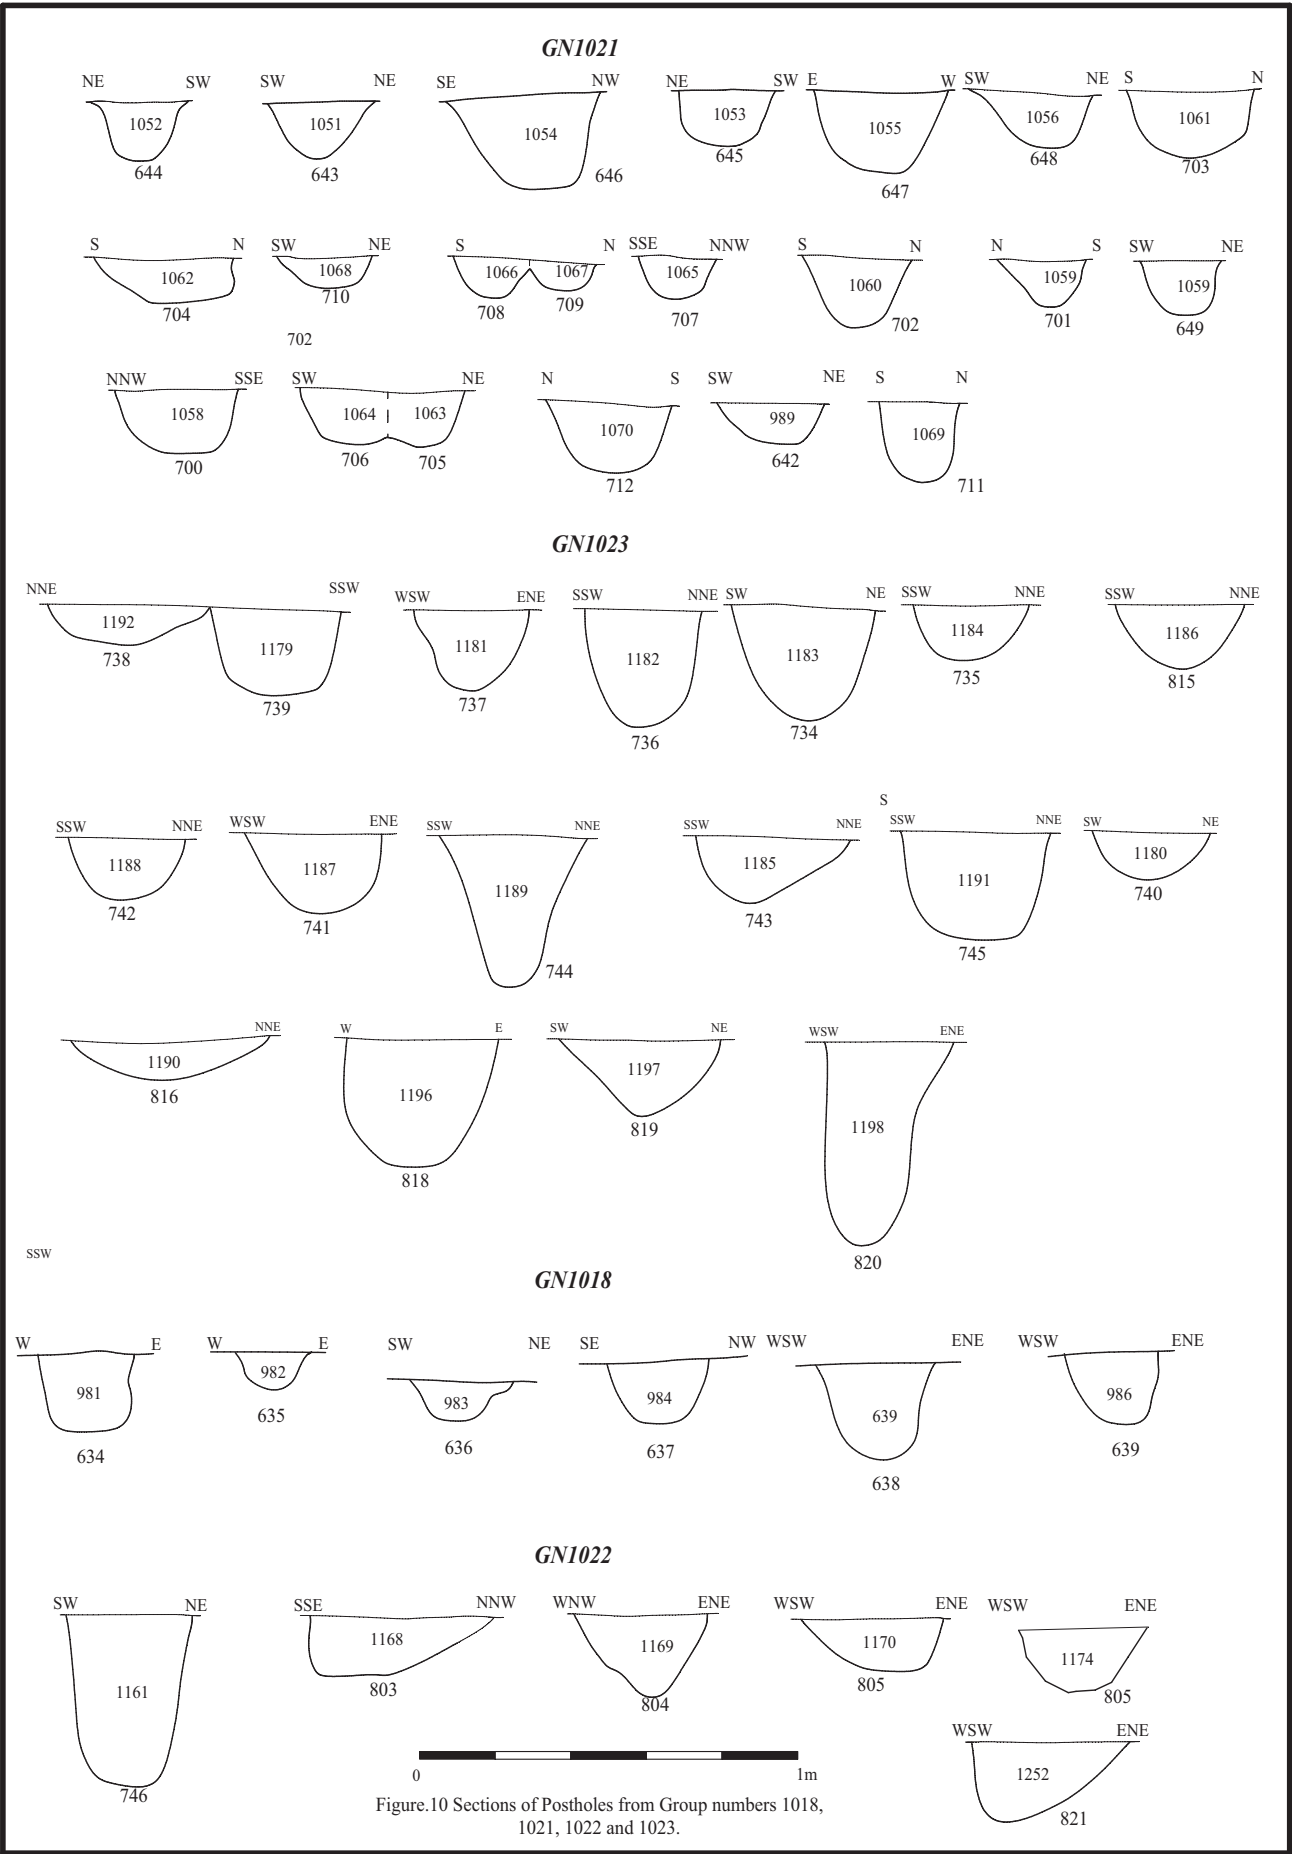 GN1021
NE SW SW NE SE NW NE SW E W SW NE S N
1052 1051 1054 1053 1055 1056 1061
644 643 646 645 647 648 703
S N SW NE S N SSE NNW S N N S SW NE
1062 1068 1066 1067 1065 1060 1059 1059
704 710 708 709 707 702 701 649
702
NNW SSE SW NE N S SW NE S N
1058 1064 1063 1070 989 1069
700 706 705 712 642 711
GN1023
NNE SSW WSW ENE SSW NNE SW NE SSW NNE SSW NNE
1192 1179 1181 1182 1183 1184 1186
738 739 737 736 734 735 815
S
SSW NNE WSW ENE SSW NNE SSW NNE SSW NNE SW NE
1188 1187 1189 1185 1191 1180
742 741 744 743 745 740
NNE W E SW NE WSW ENE
1190 1196 1197 1198
816 818 819 820
SSW
GN1018
W E W E SW NE SE NW WSW ENE WSW ENE
981 982 983 984 639 986
634 635 636 637 638 639
GN1022
SW NE SSE NNW WNW ENE WSW ENE WSW ENE
1161 1168 1169 1170 1174
746 803 804 805 805
WSW ENE
1252
821
0 1m
Figure.10 Sections of Postholes from Group numbers 1018,
1021, 1022 and 1023.